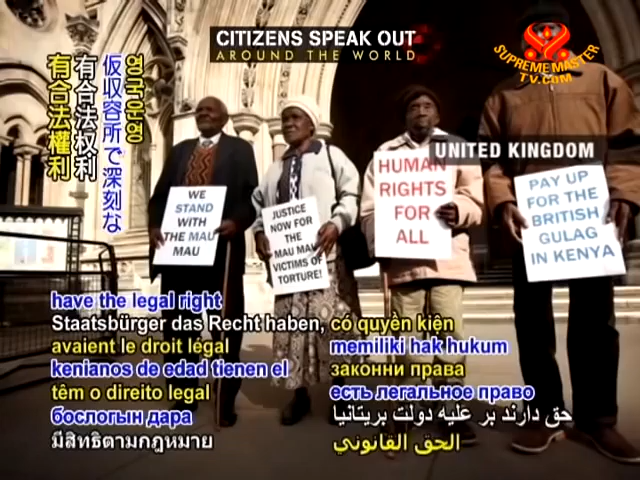 CITIZENS SPEAK OUT
AROUND THE WORLD
SUPREME MASTER
TV.COM
UNITED KINGDOM
영국운영
仮収容所で深刻な
有合法权利
有合法權利
WE
STAND
WITH
THE MAU
MAU
JUSTICE
NOW FOR
THE
MAU MAU
VICTIMS OF
TORTURE!
HUMAN
RIGHTS
FOR
ALL
PAY UP
FOR THE
BRITISH
GULAG
IN KENYA
have the legal right
Staatsbürger das Recht haben,
avaient le droit légal
kenianos de edad tienen el
têm o direito legal
бослогын дара
มีสิทธิตามกฎหมาย
có quyền kiện
memiliki hak hukum
законни права
есть легальное право
حق دارند بر علیه دولت بریتانیا
الحق القانوني